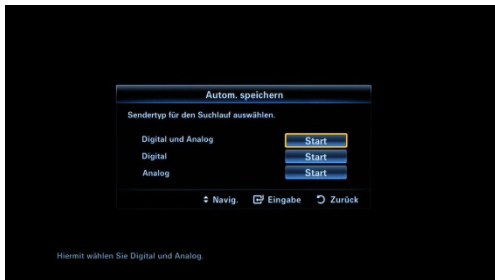 Autom. speichern
Sendertyp für den Suchlauf auswählen.
Digital und Analog Start
Digital Start
Analog Start
Navig. Eingabe Zurück
Hiermit wählen Sie Digital und Analog.